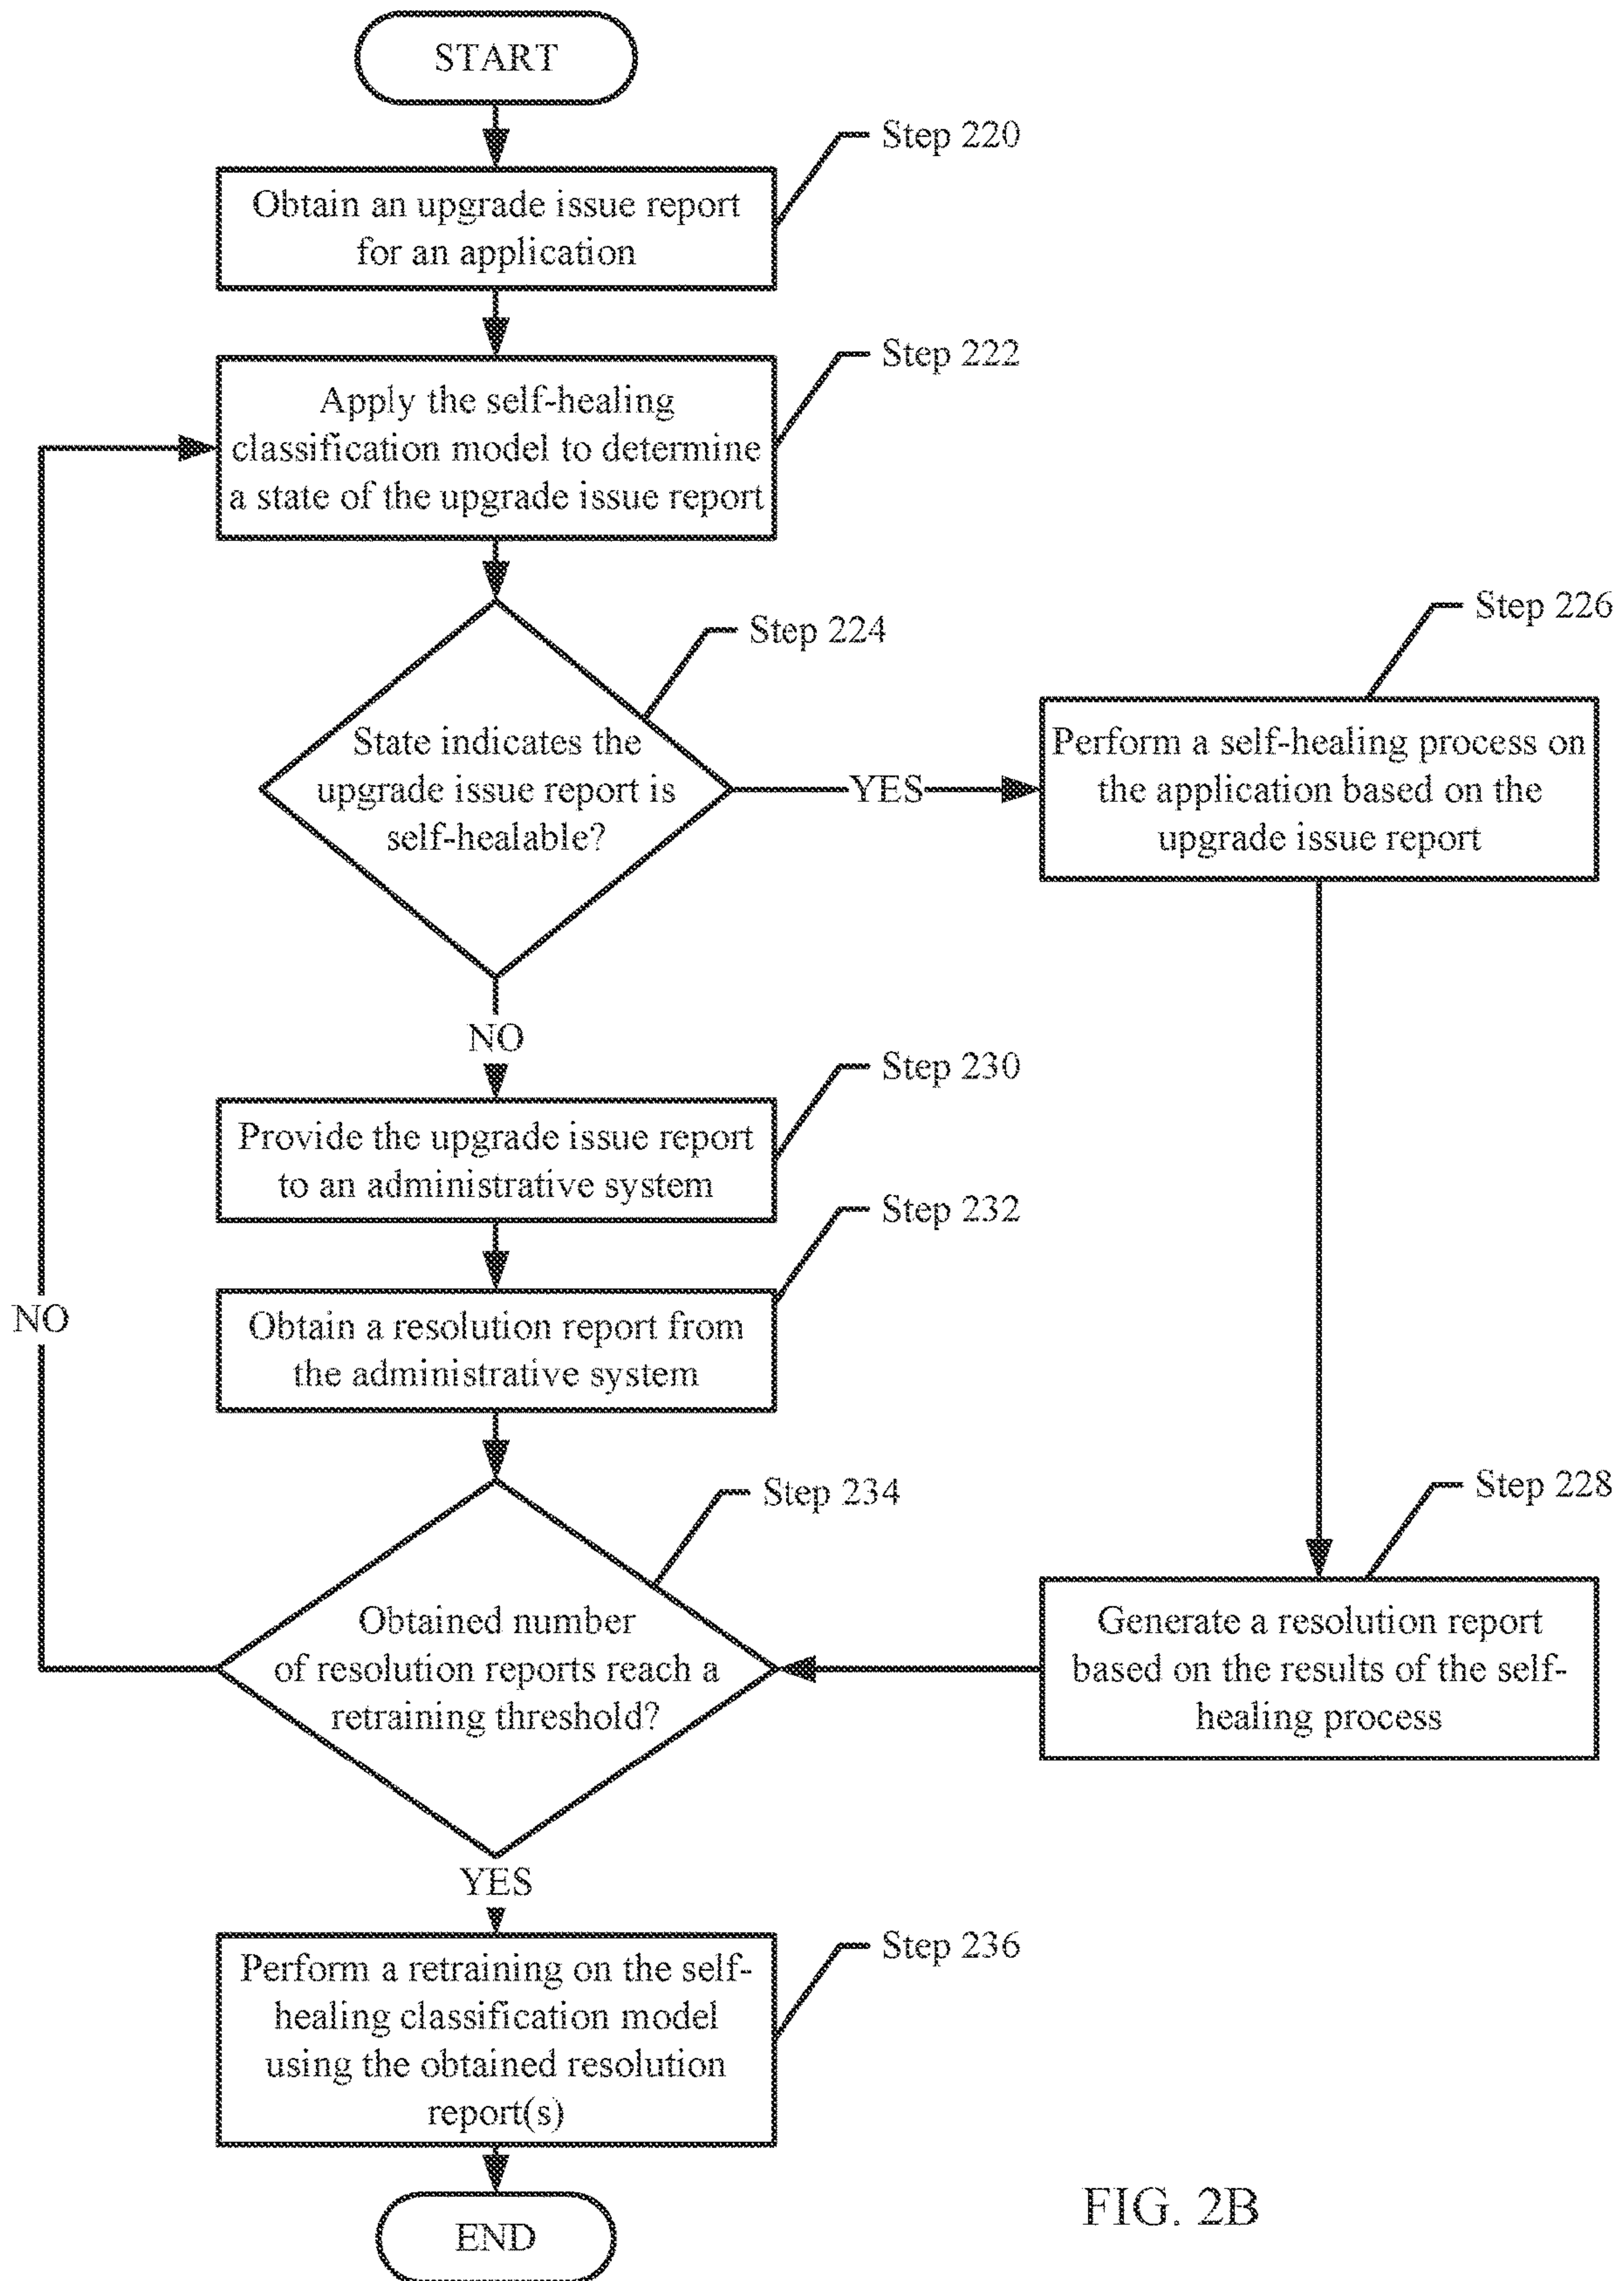 START
Step 220
Obtain an upgrade issue report
for an application
Step 222
Apply the self-healing
classification model to determine
a state of the upgrade issue report
Step 224
State indicates the
upgrade issue report is
self-healable?
YES
Step 226
Perform a self-healing process on
the application based on the
upgrade issue report
NO
Step 230
Provide the upgrade issue report
to an administrative system
Step 232
Obtain a resolution report from
the administrative system
NO
Step 234
Obtained number
of resolution reports reach a
retraining threshold?
Step 228
Generate a resolution report
based on the results of the self-
healing process
YES
Step 236
Perform a retraining on the self-
healing classification model
using the obtained resolution
report(s)
END
FIG. 2B